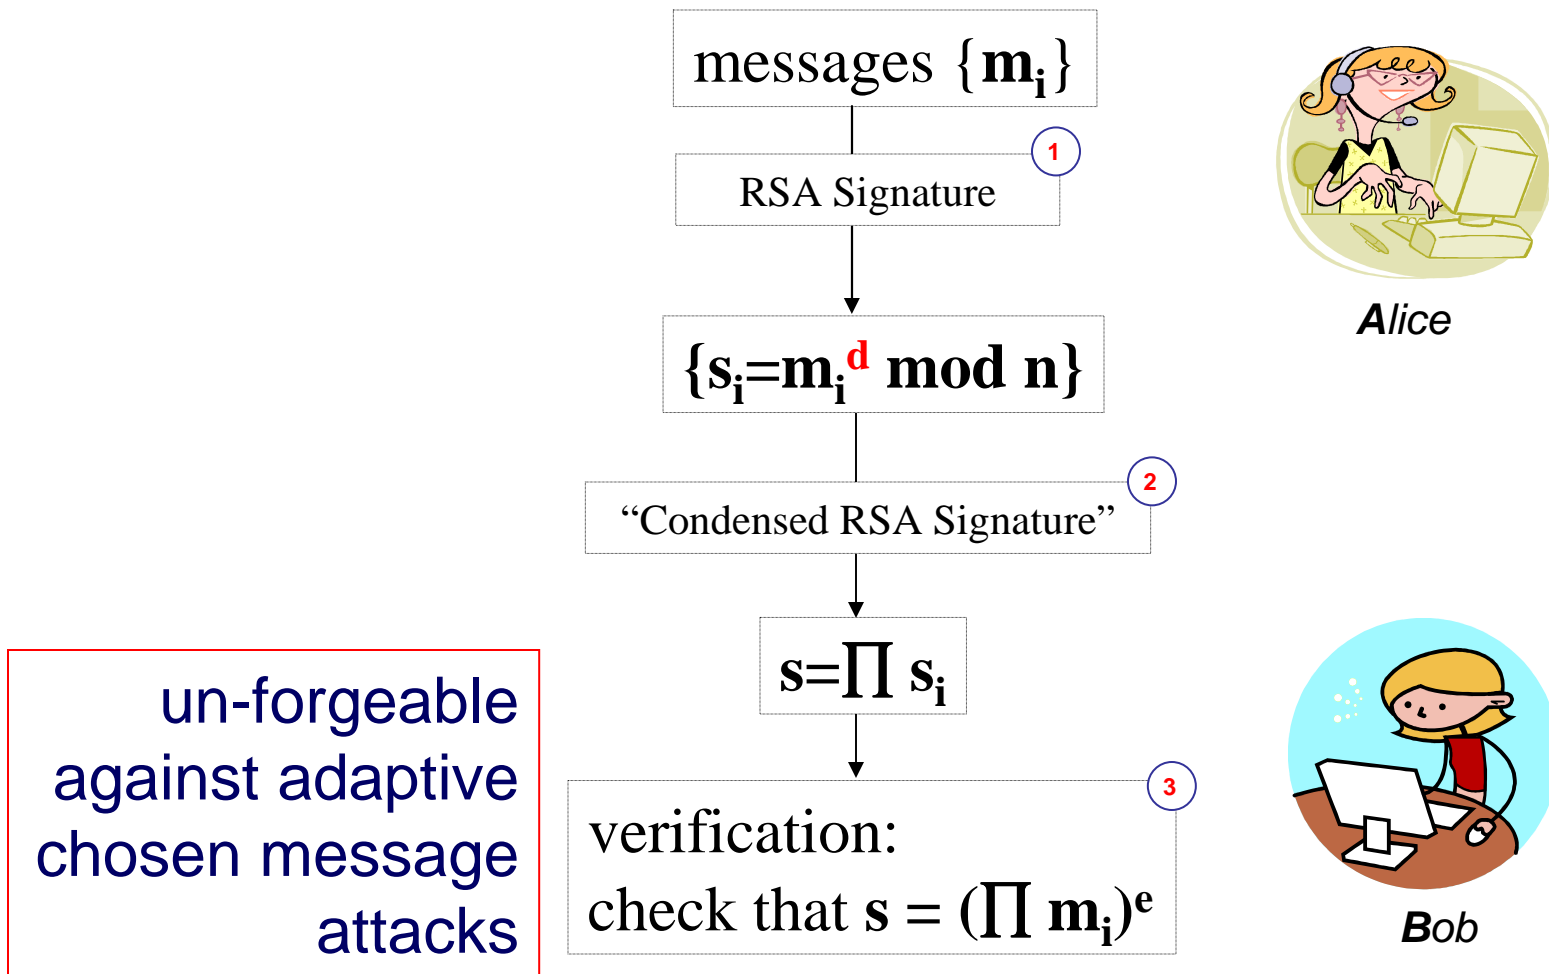 messages {mᵢ}
1
RSA Signature
Alice
{sᵢ=mᵢᵈ mod n}
2
“Condensed RSA Signature”
s=∏ sᵢ
un-forgeable
against adaptive
chosen message
attacks
3
verification:
check that s = (∏ mᵢ)ᵉ
Bob